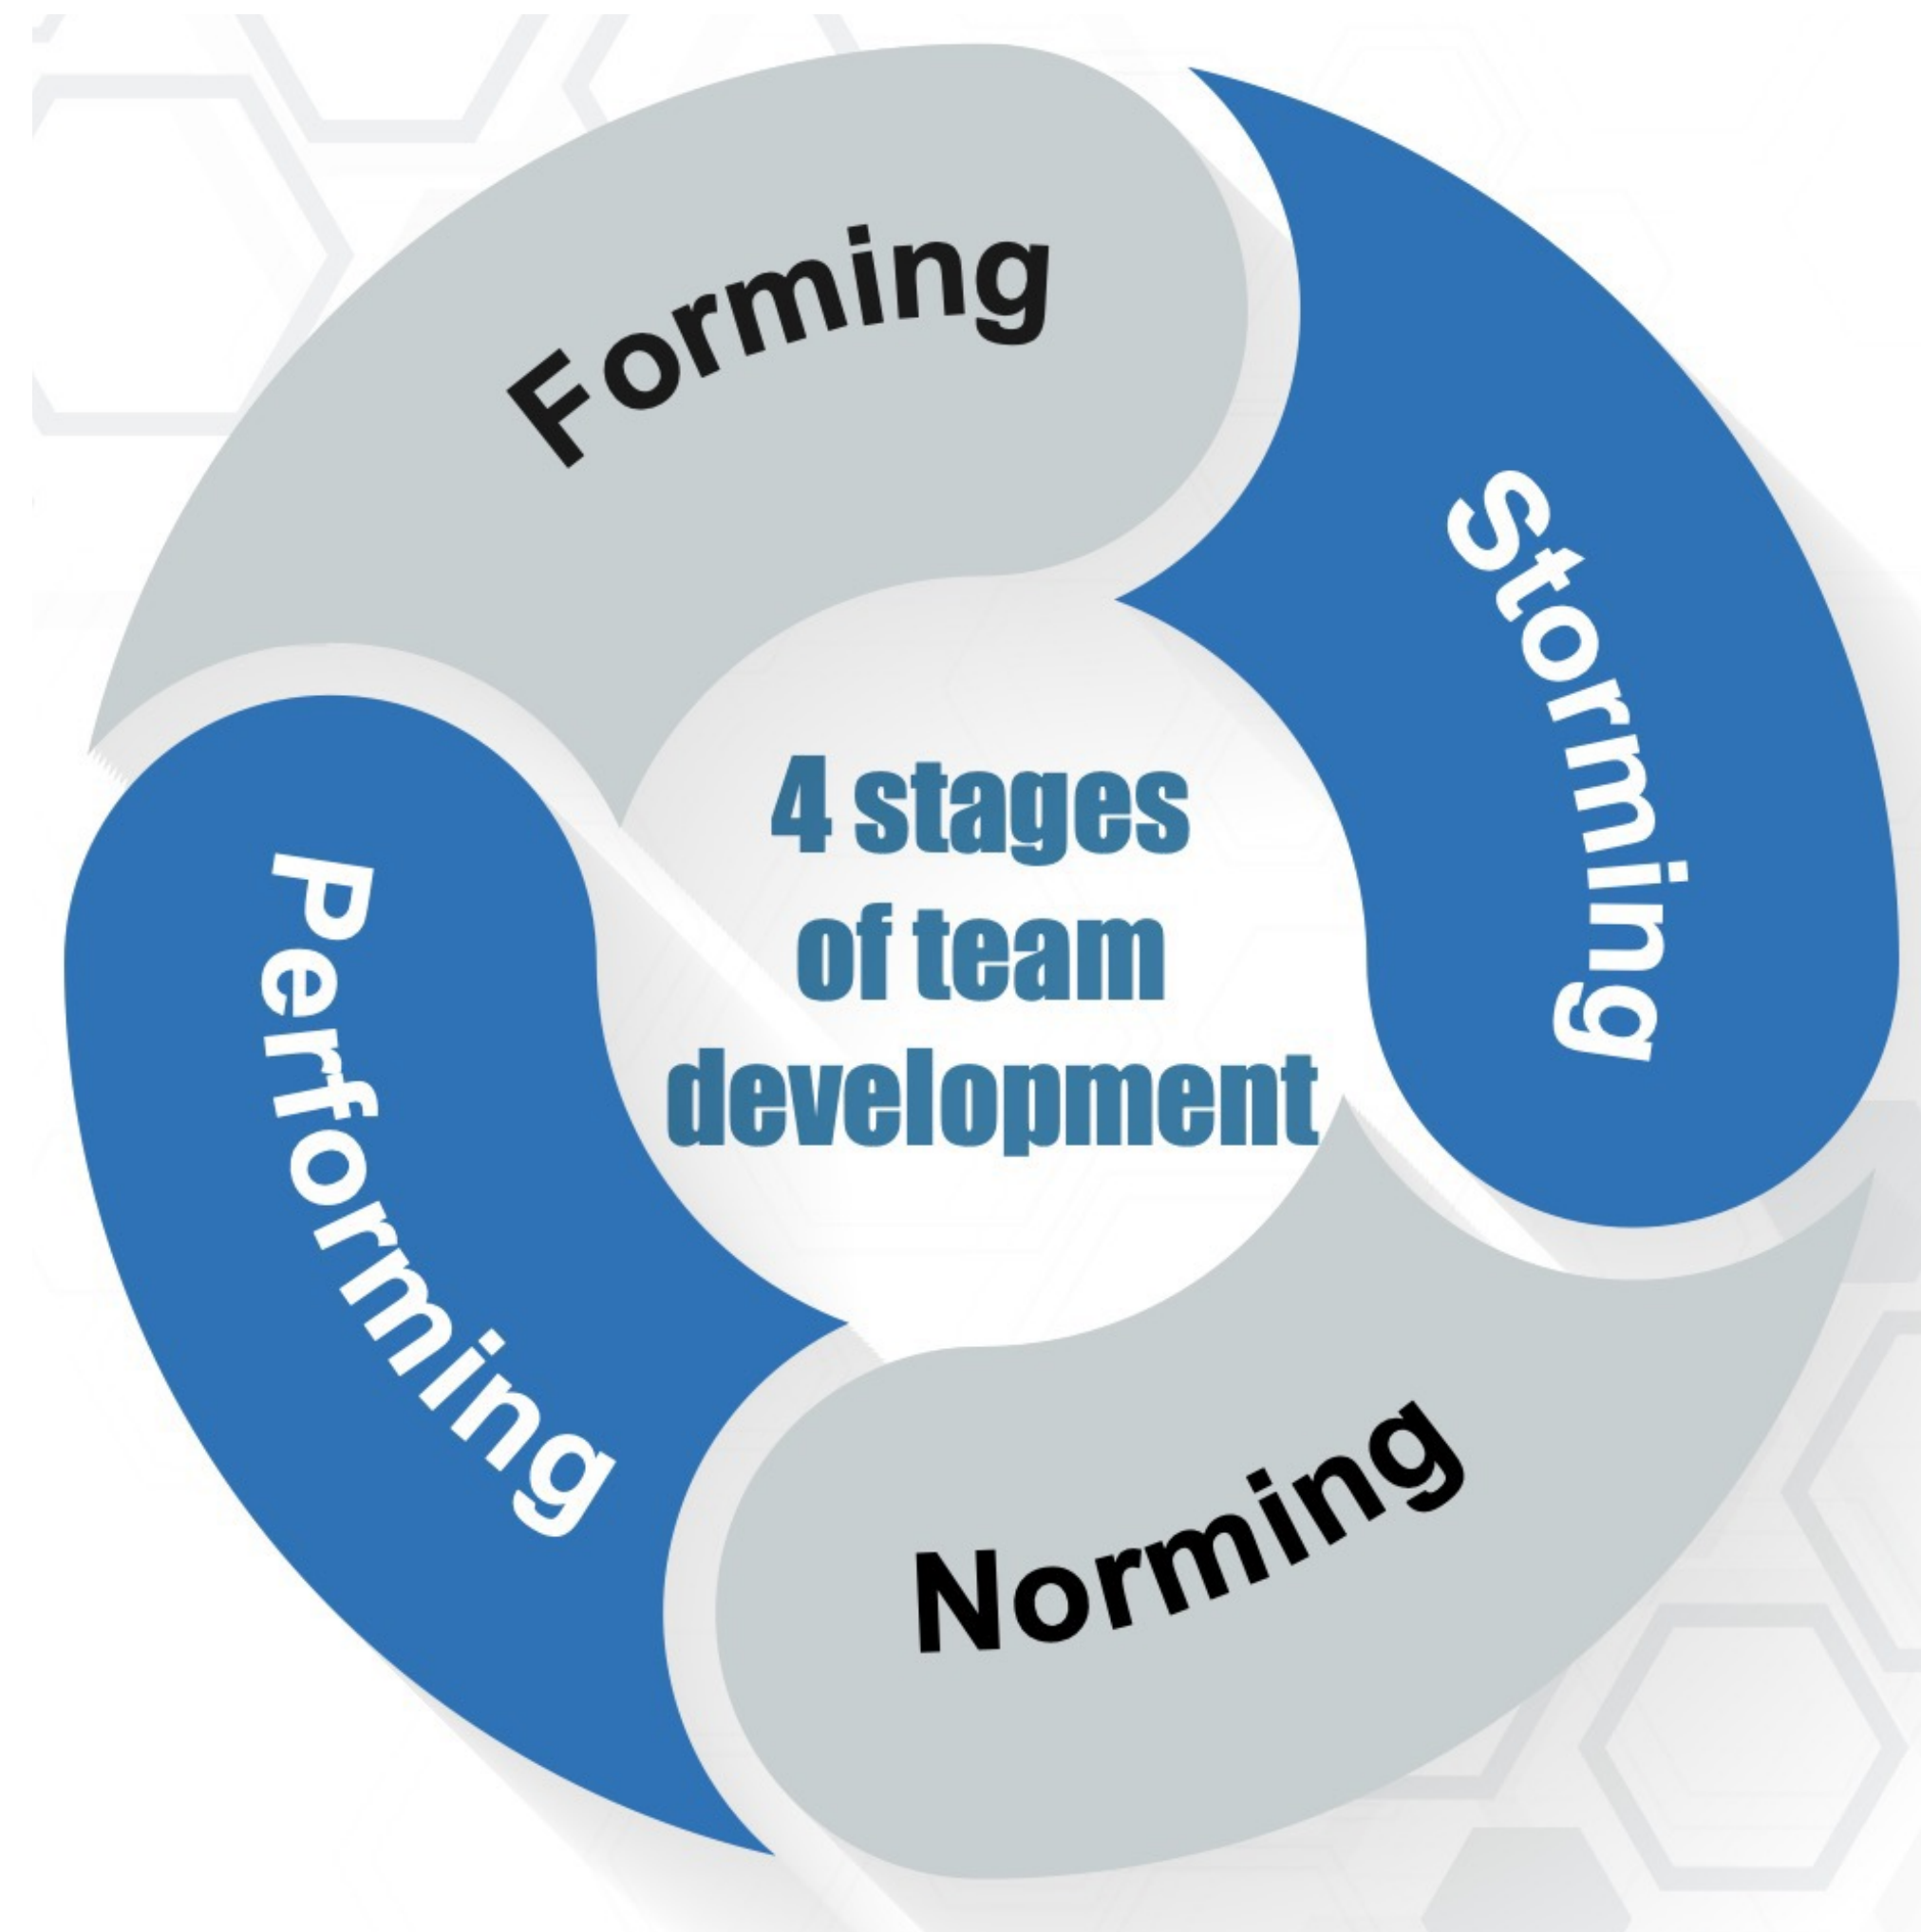 Forming
Storming
4 stages
of team
development
Performing
Norming